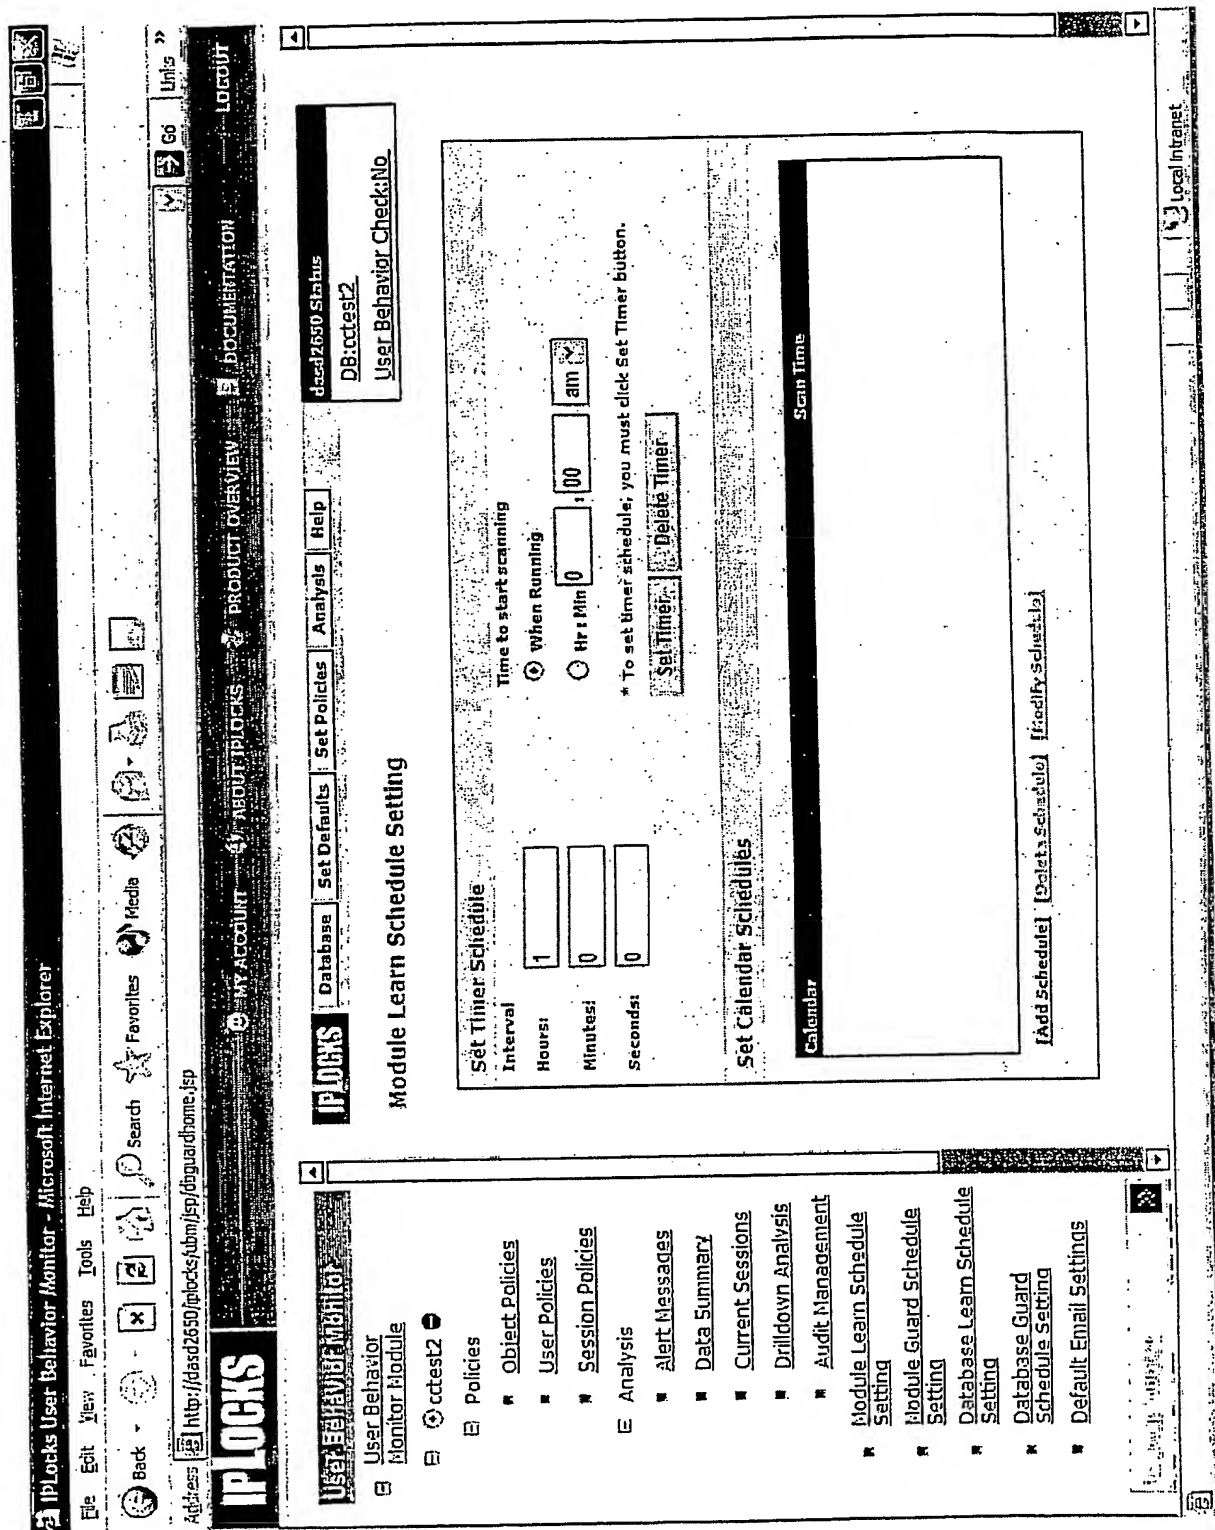 IPLocks User Behavior Monitor - Microsoft Internet Explorer
File Edit View Favorites Tools Help
Back Search Favorites Media
Address http://dasd2650/iplocks/ubm/jsp/dbguardhome.jsp Go Links »
IPLOCKS MY ACCOUNT ABOUT IPLOCKS PRODUCT OVERVIEW DOCUMENTATION LOGOUT
User Behavior Monitor
User Behavior
Monitor Module
cctest2
Policies
Object Policies
User Policies
Session Policies
Analysis
Alert Messages
Data Summary
Current Sessions
Drilldown Analysis
Audit Management
Module Learn Schedule
Setting
Module Guard Schedule
Setting
Database Learn Schedule
Setting
Database Guard
Schedule Setting
Default Email Settings
IPLOCKS Database Set Defaults Set Policies Analysis Help
dasd2650 Status
DB:cctest2
User Behavior Check:No
Module Learn Schedule Setting
Set Timer Schedule
Interval Time to start scanning
Hours: 1 When Running
Minutes: 0 Hr : Min 0 : 00 am
Seconds: 0
* To set timer schedule, you must click Set Timer button.
Set Timer Delete Timer
Set Calendar Schedules
Calendar Scan Time
[Add Schedule] [Delete Schedule] [Modify Schedule]
Local intranet